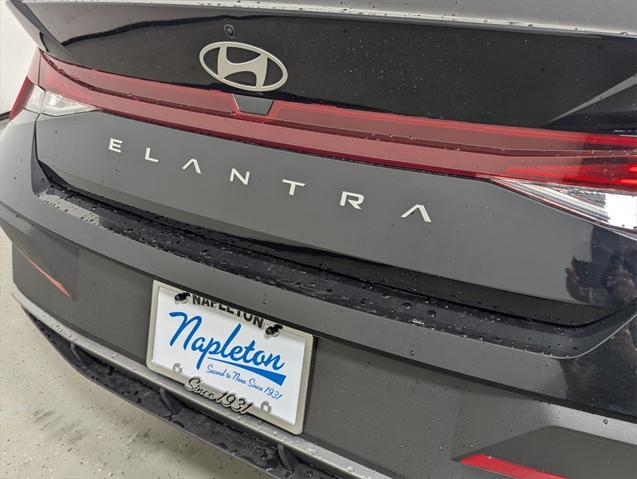 ELANTRA
NAPLETON
Napleton
Second to None Since 1931
Since 1931